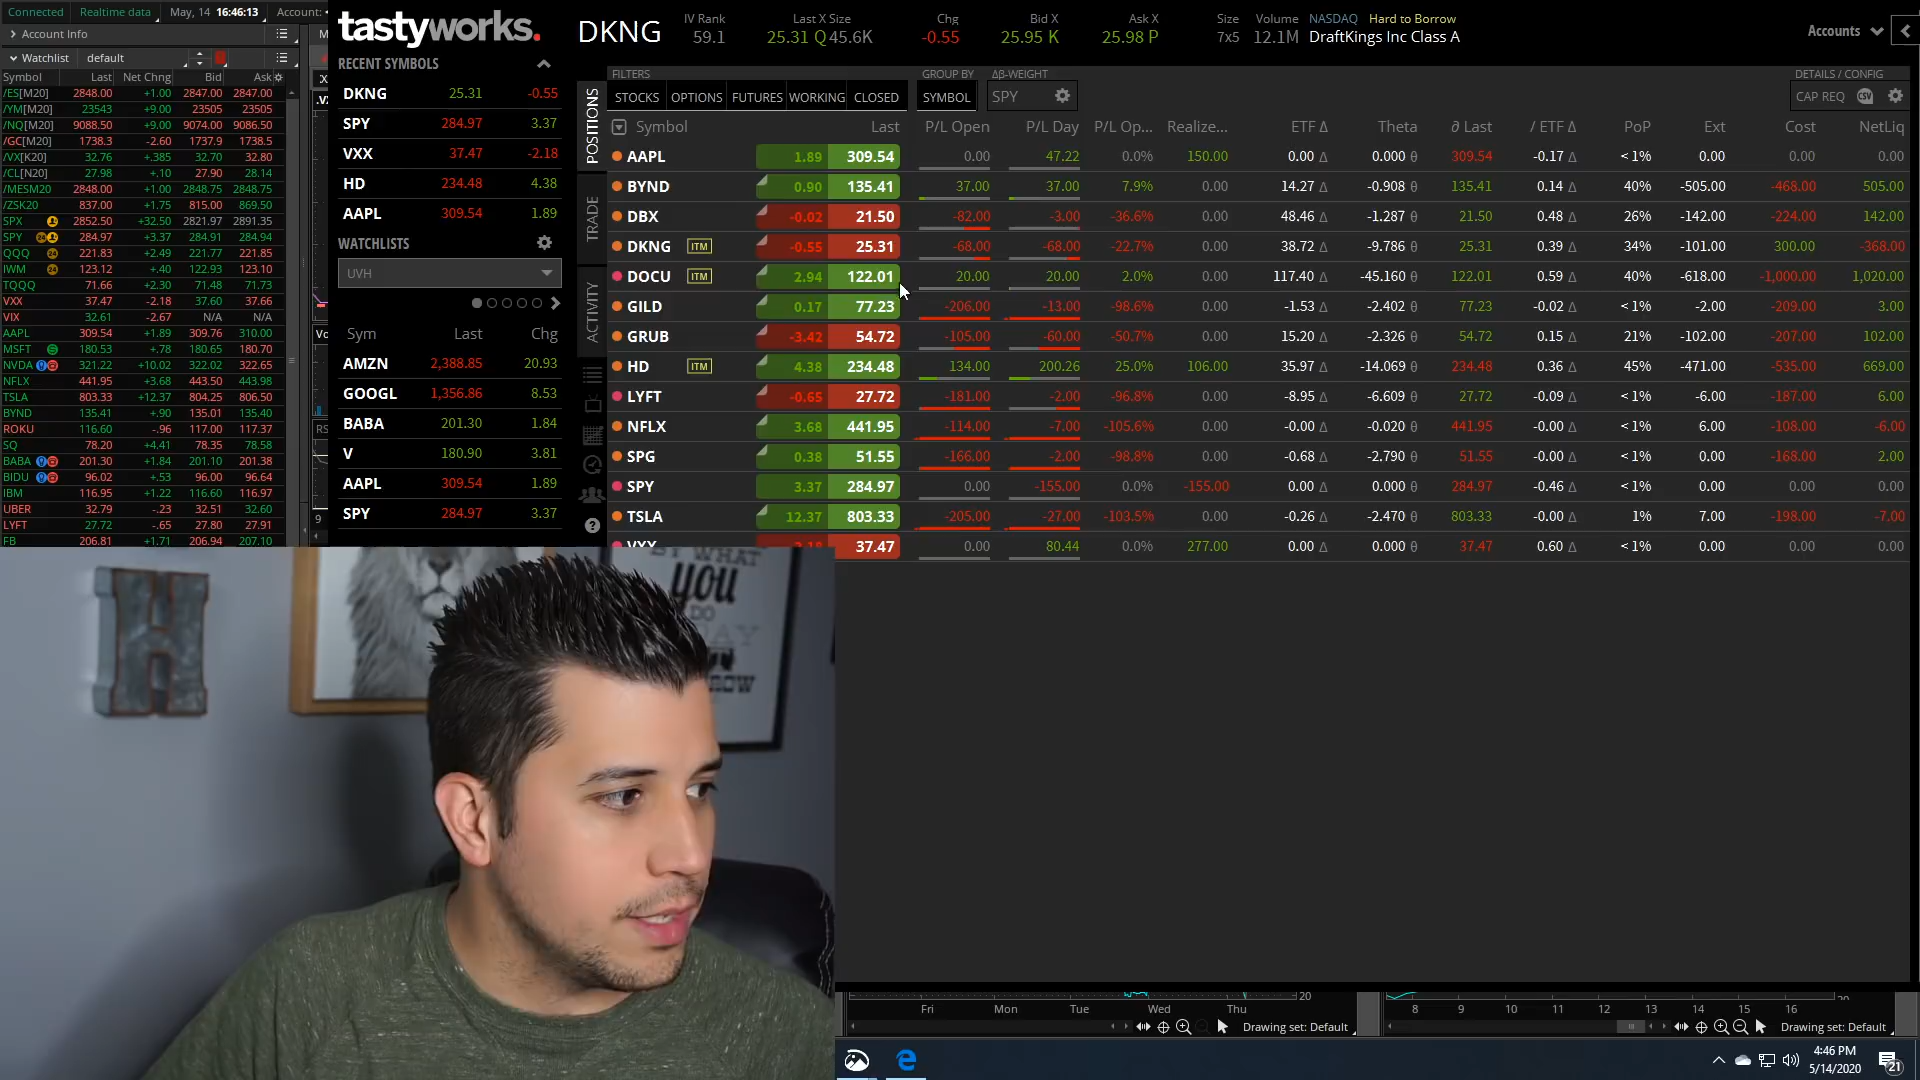 Connected Realtime data May, 14 16:46:13 Account:
Account Info
Watchlist default
Symbol Last Net Chng Bid Ask
/ES[M20] 2848.00 +1.00 2847.00 2847.00
/YM[M20] 23543 +9.00 23505 23505
/NQ[M20] 9088.50 +9.00 9074.00 9086.50
/GC[M20] 1738.3 -2.60 1737.9 1738.5
/VX[K20] 32.76 +.385 32.70 32.80
/CL[N20] 27.98 +.10 27.90 28.14
/MESM20 2848.00 +1.00 2848.75 2848.75
/ZSK20 837.00 +1.75 815.00 869.50
SPX 2852.50 +32.50 2821.97 2891.35
SPY 284.97 +3.37 284.91 284.94
QQQ 221.83 +2.49 221.77 221.85
IWM 123.12 +.40 122.93 123.10
TQQQ 71.66 +2.30 71.48 71.73
VXX 37.47 -2.18 37.60 37.66
VIX 32.61 -2.67 N/A N/A
AAPL 309.54 +1.89 309.76 310.00
MSFT 180.53 +.78 180.65 180.70
NVDA 321.22 +10.02 322.02 322.65
NFLX 441.95 +3.68 443.50 443.98
TSLA 803.33 +12.37 804.25 806.50
BYND 135.41 +.90 135.01 135.40
ROKU 116.60 -.96 117.00 117.37
SQ 78.20 +4.41 78.35 78.58
BABA 201.30 +1.84 201.10 201.38
BIDU 96.02 +.53 96.00 96.64
IBM 116.95 +1.22 116.60 116.97
UBER 32.79 -.23 32.51 32.60
LYFT 27.72 -.65 27.80 27.91
FB 206.81 +1.71 206.94 207.10
tastyworks.
RECENT SYMBOLS
DKNG 25.31 -0.55
SPY 284.97 3.37
VXX 37.47 -2.18
HD 234.48 4.38
AAPL 309.54 1.89
WATCHLISTS
UVH
Sym Last Chg
AMZN 2,388.85 20.93
GOOGL 1,356.86 8.53
BABA 201.30 1.84
V 180.90 3.81
AAPL 309.54 1.89
SPY 284.97 3.37
POSITIONS
TRADE
ACTIVITY
IV Rank Last X Size Chg Bid X Ask X Size Volume NASDAQ Hard to Borrow
DKNG 59.1 25.31 Q 45.6K -0.55 25.95 K 25.98 P 7x5 12.1M DraftKings Inc Class A
Accounts
FILTERS GROUP BY Δβ-WEIGHT DETAILS / CONFIG
STOCKS OPTIONS FUTURES WORKING CLOSED SYMBOL SPY CAP REQ CSV
Symbol Last P/L Open P/L Day P/L Op... Realize... ETF Δ Theta ∂ Last / ETF Δ PoP Ext Cost NetLiq
AAPL 1.89 309.54 0.00 47.22 0.0% 150.00 0.00 Δ 0.000 θ 309.54 -0.17 Δ < 1% 0.00 0.00 0.00
BYND 0.90 135.41 37.00 37.00 7.9% 0.00 14.27 Δ -0.908 θ 135.41 0.14 Δ 40% -505.00 -468.00 505.00
DBX -0.02 21.50 -82.00 -3.00 -36.6% 0.00 48.46 Δ -1.287 θ 21.50 0.48 Δ 26% -142.00 -224.00 142.00
DKNG ITM -0.55 25.31 -68.00 -68.00 -22.7% 0.00 38.72 Δ -9.786 θ 25.31 0.39 Δ 34% -101.00 300.00 -368.00
DOCU ITM 2.94 122.01 20.00 20.00 2.0% 0.00 117.40 Δ -45.160 θ 122.01 0.59 Δ 40% -618.00 -1,000.00 1,020.00
GILD 0.17 77.23 -206.00 -13.00 -98.6% 0.00 -1.53 Δ -2.402 θ 77.23 -0.02 Δ < 1% -2.00 -209.00 3.00
GRUB -3.42 54.72 -105.00 -60.00 -50.7% 0.00 15.20 Δ -2.326 θ 54.72 0.15 Δ 21% -102.00 -207.00 102.00
HD ITM 4.38 234.48 134.00 200.26 25.0% 106.00 35.97 Δ -14.069 θ 234.48 0.36 Δ 45% -471.00 -535.00 669.00
LYFT -0.65 27.72 -181.00 -2.00 -96.8% 0.00 -8.95 Δ -6.609 θ 27.72 -0.09 Δ < 1% -6.00 -187.00 6.00
NFLX 3.68 441.95 -114.00 -7.00 -105.6% 0.00 -0.00 Δ -0.020 θ 441.95 -0.00 Δ < 1% 6.00 -108.00 -6.00
SPG 0.38 51.55 -166.00 -2.00 -98.8% 0.00 -0.68 Δ -2.790 θ 51.55 -0.00 Δ < 1% 0.00 -168.00 2.00
SPY 3.37 284.97 0.00 -155.00 0.0% -155.00 0.00 Δ 0.000 θ 284.97 -0.46 Δ < 1% 0.00 0.00 0.00
TSLA 12.37 803.33 -205.00 -27.00 -103.5% 0.00 -0.26 Δ -2.470 θ 803.33 -0.00 Δ 1% 7.00 -198.00 -7.00
VXX -2.18 37.47 0.00 80.44 0.0% 277.00 0.00 Δ 0.000 θ 37.47 0.60 Δ < 1% 0.00 0.00 0.00
you
DO
H
20
Fri Mon Tue Wed Thu 8 9 10 11 12 13 14 15 16
Drawing set: Default Drawing set: Default
4:46 PM
5/14/2020
21